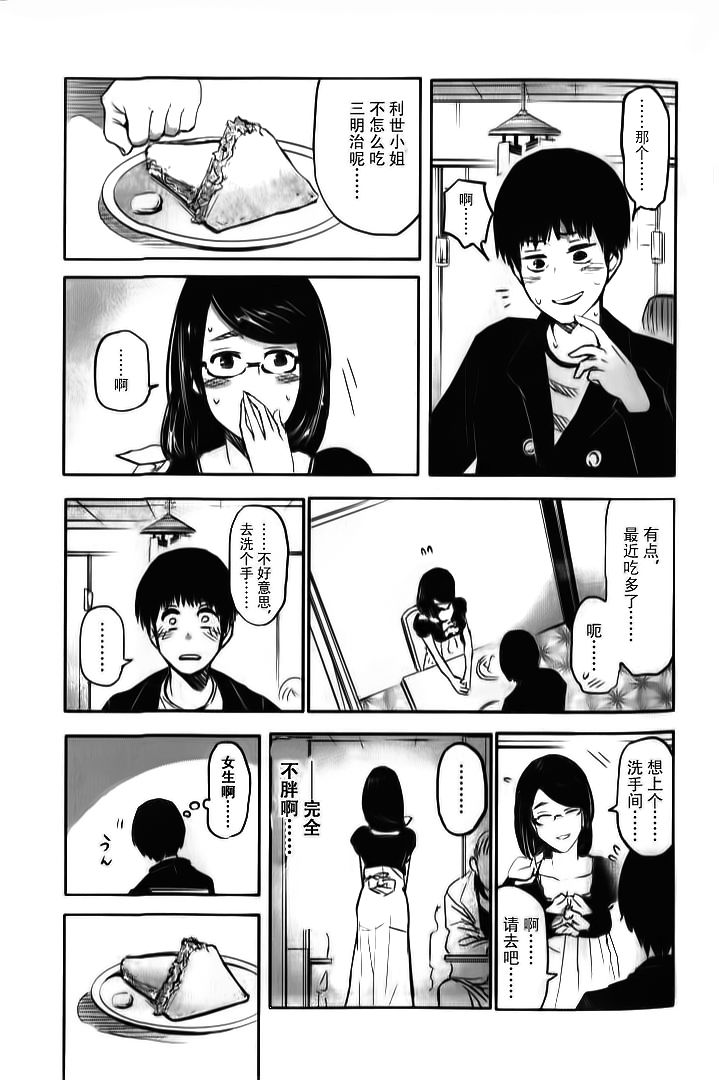 ……那个…
啊……
利世小姐
不怎么吃
三明治呢……
……啊
有点，
最近吃多了……
呃……
……不好意思，
去洗个手……
想上个…
洗手间……
啊……
请去吧……
……
——完全
不胖啊……
女生啊……
うん